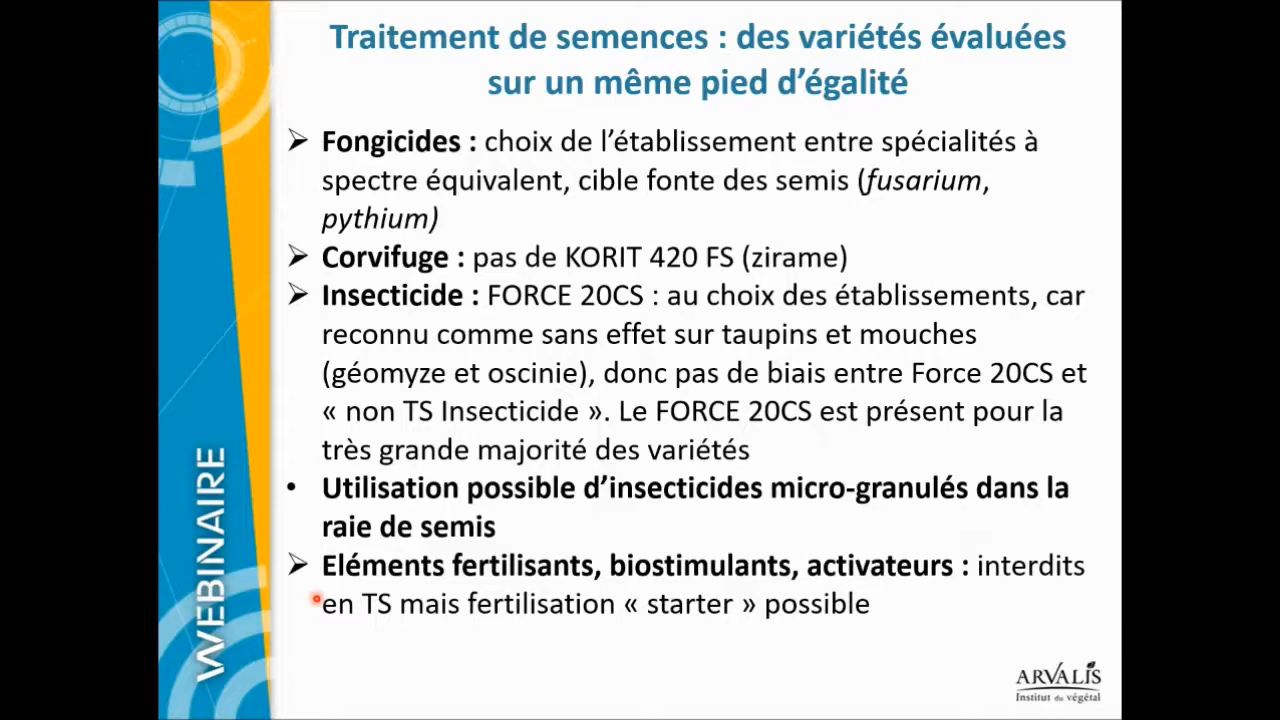 Traitement de semences : des variétés évaluées
sur un même pied d’égalité
Fongicides : choix de l’établissement entre spécialités à
spectre équivalent, cible fonte des semis (fusarium,
pythium)
Corvifuge : pas de KORIT 420 FS (zirame)
Insecticide : FORCE 20CS : au choix des établissements, car
reconnu comme sans effet sur taupins et mouches
(géomyze et oscinie), donc pas de biais entre Force 20CS et
« non TS Insecticide ». Le FORCE 20CS est présent pour la
très grande majorité des variétés
• Utilisation possible d’insecticides micro-granulés dans la
raie de semis
Eléments fertilisants, biostimulants, activateurs : interdits
en TS mais fertilisation « starter » possible
WEBINAIRE
ARVALIS
Institut du végétal